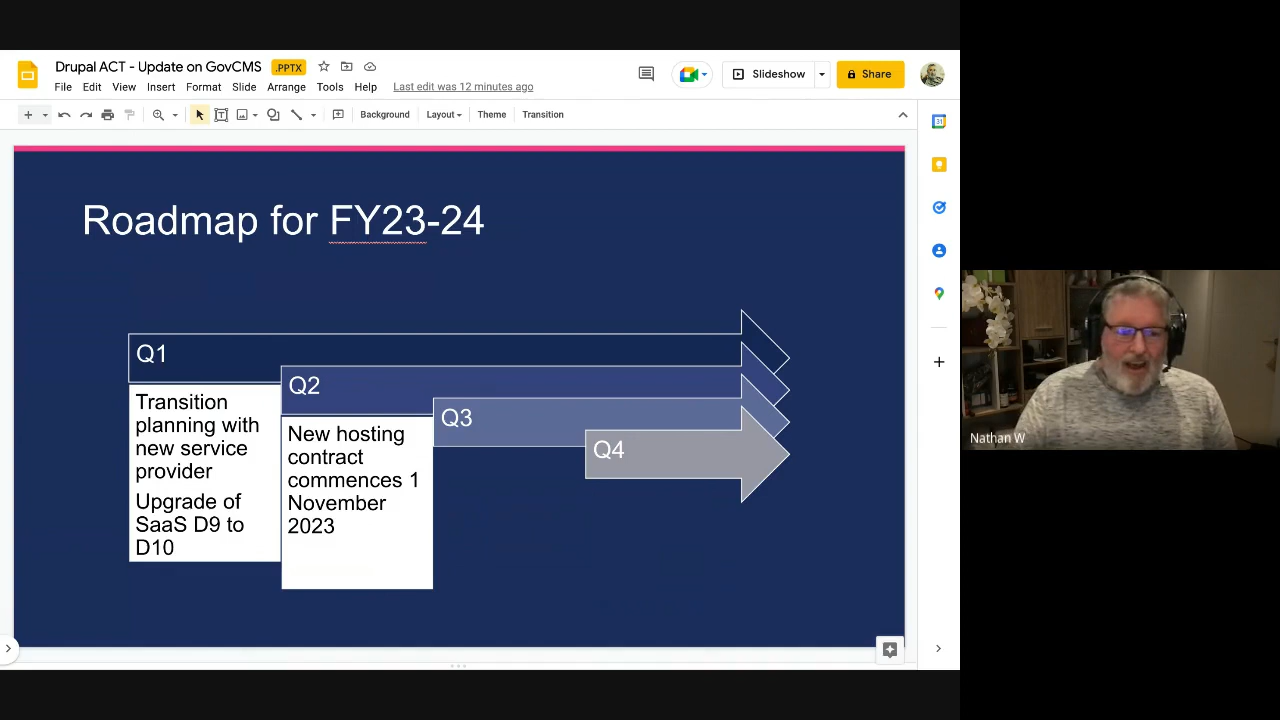 Drupal ACT - Update on GovCMS
.PPTX
File Edit View Insert Format Slide Arrange Tools Help
Last edit was 12 minutes ago
Slideshow
Share
Background
Layout
Theme
Transition
31
Roadmap for FY23-24
Q1
Transition
planning with
new service
provider
Upgrade of
SaaS D9 to
D10
Q2
New hosting
contract
commences 1
November
2023
Q3
Q4
Nathan W